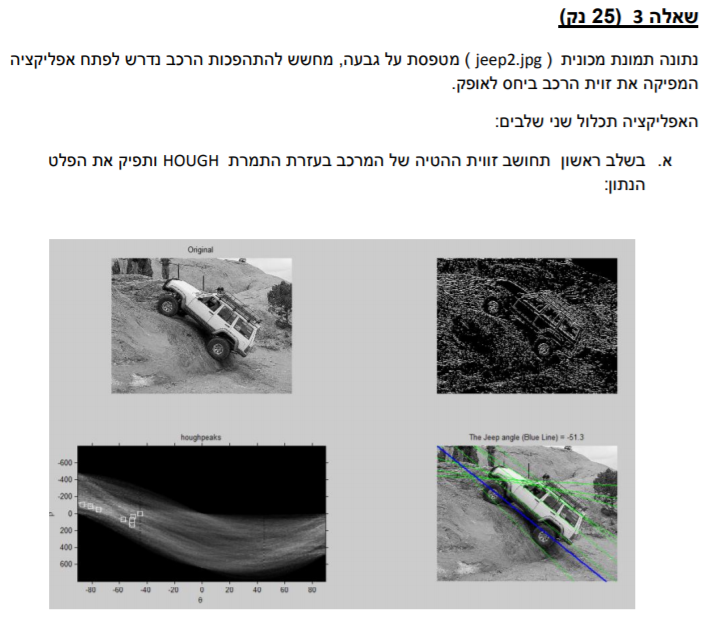 שאלה 3 (25 נק)
נתונה תמונת מכונית ( jeep2.jpg ) מטפסת על גבעה, מחשש להתהפכות הרכב נדרש לפתח אפליקציה
המפיקה את זוית הרכב ביחס לאופק.
האפליקציה תכלול שני שלבים:
א. בשלב ראשון תחושב זווית ההטיה של המרכב בעזרת התמרת HOUGH ותפיק את הפלט
הנתון:
Original
houghpeaks
-600
-400
-200
0
200
400
600
-80 -60 -40 -20 0 20 40 60 80
θ
The Jeep angle (Blue Line) = -51.3